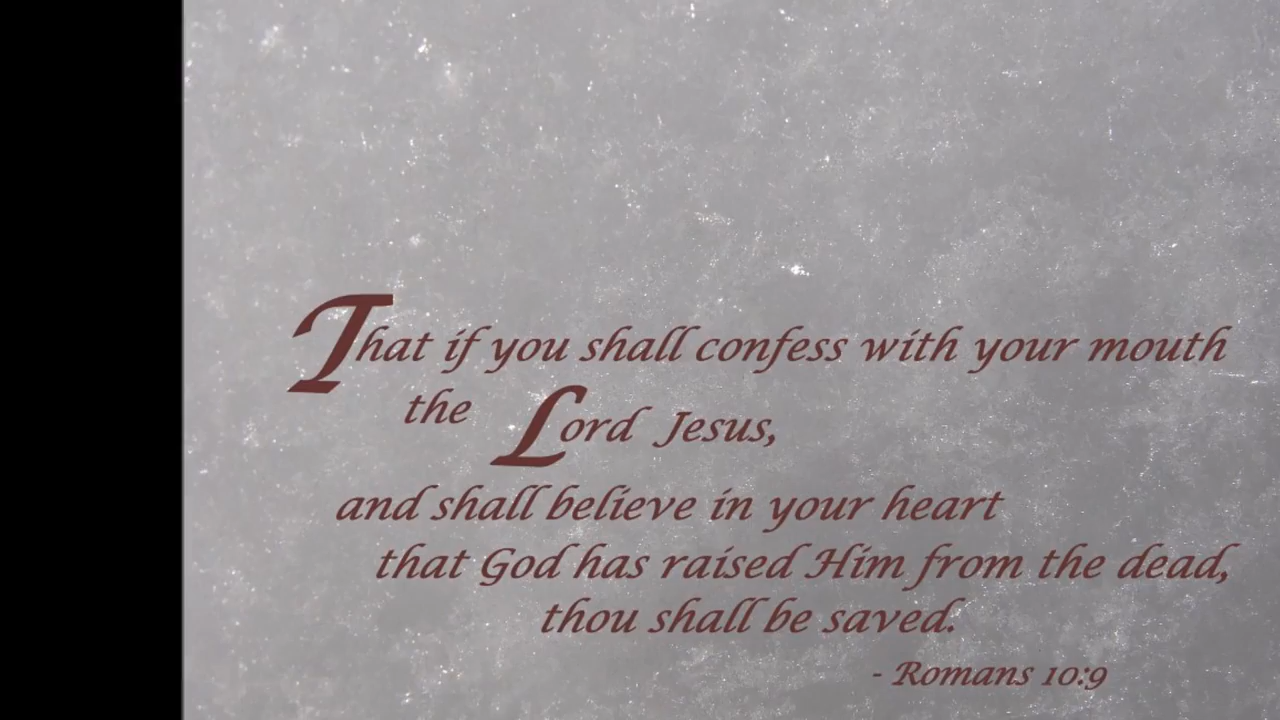 That if you shall confess with your mouth
the Lord Jesus,
and shall believe in your heart
that God has raised Him from the dead,
thou shall be saved.
- Romans 10:9